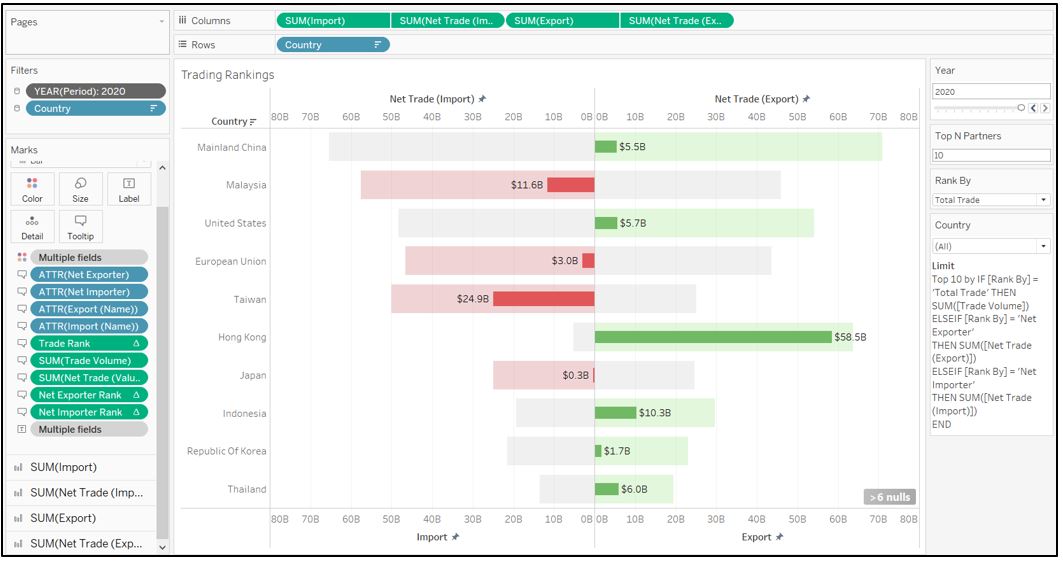 Pages
Columns
SUM(Import)
SUM(Net Trade (Im..
SUM(Export)
SUM(Net Trade (Ex..
Rows
Country
Filters
YEAR(Period): 2020
Country
Marks
Color
Size
Label
Detail
Tooltip
Multiple fields
ATTR(Net Exporter)
ATTR(Net Importer)
ATTR(Export (Name))
ATTR(Import (Name))
Trade Rank
SUM(Trade Volume)
SUM(Net Trade (Valu..
Net Exporter Rank
Net Importer Rank
Multiple fields
SUM(Import)
SUM(Net Trade (Imp...
SUM(Export)
SUM(Net Trade (Exp...
Trading Rankings
Net Trade (Import)
Net Trade (Export)
Country
80B 70B 60B 50B 40B 30B 20B 10B 0B 0B 10B 20B 30B 40B 50B 60B 70B 80B
Mainland China $5.5B
Malaysia $11.6B
United States $5.7B
European Union $3.0B
Taiwan $24.9B
Hong Kong $58.5B
Japan $0.3B
Indonesia $10.3B
Republic Of Korea $1.7B
Thailand $6.0B
>6 nulls
80B 70B 60B 50B 40B 30B 20B 10B 0B 0B 10B 20B 30B 40B 50B 60B 70B 80B
Import
Export
Year
2020
Top N Partners
10
Rank By
Total Trade
Country
(All)
Limit
Top 10 by IF [Rank By] =
'Total Trade' THEN
SUM([Trade Volume])
ELSEIF [Rank By] = 'Net
Exporter'
THEN SUM([Net Trade
(Export)])
ELSEIF [Rank By] = 'Net
Importer'
THEN SUM([Net Trade
(Import)])
END